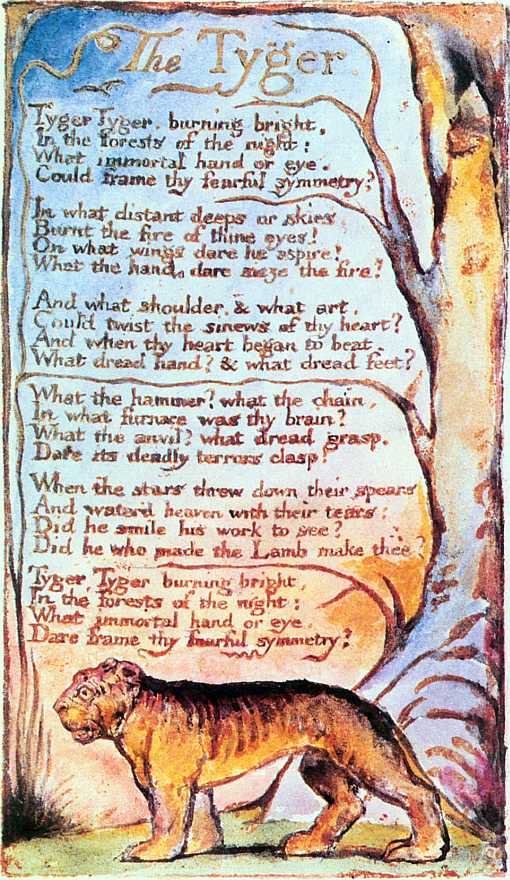 The Tyger
Tyger Tyger, burning bright,
In the forests of the night;
What immortal hand or eye,
Could frame thy fearful symmetry?
In what distant deeps or skies
Burnt the fire of thine eyes!
On what wings dare he aspire!
What the hand, dare sieze the fire?
And what shoulder, & what art,
Could twist the sinews of thy heart?
And when thy heart began to beat,
What dread hand? & what dread feet?
What the hammer? what the chain,
In what furnace was thy brain?
What the anvil? what dread grasp,
Dare its deadly terrors clasp!
When the stars threw down their spears
And water'd heaven with their tears:
Did he smile his work to see?
Did he who made the Lamb make thee?
Tyger, Tyger burning bright,
In the forests of the night;
What immortal hand or eye,
Dare frame thy fearful symmetry?